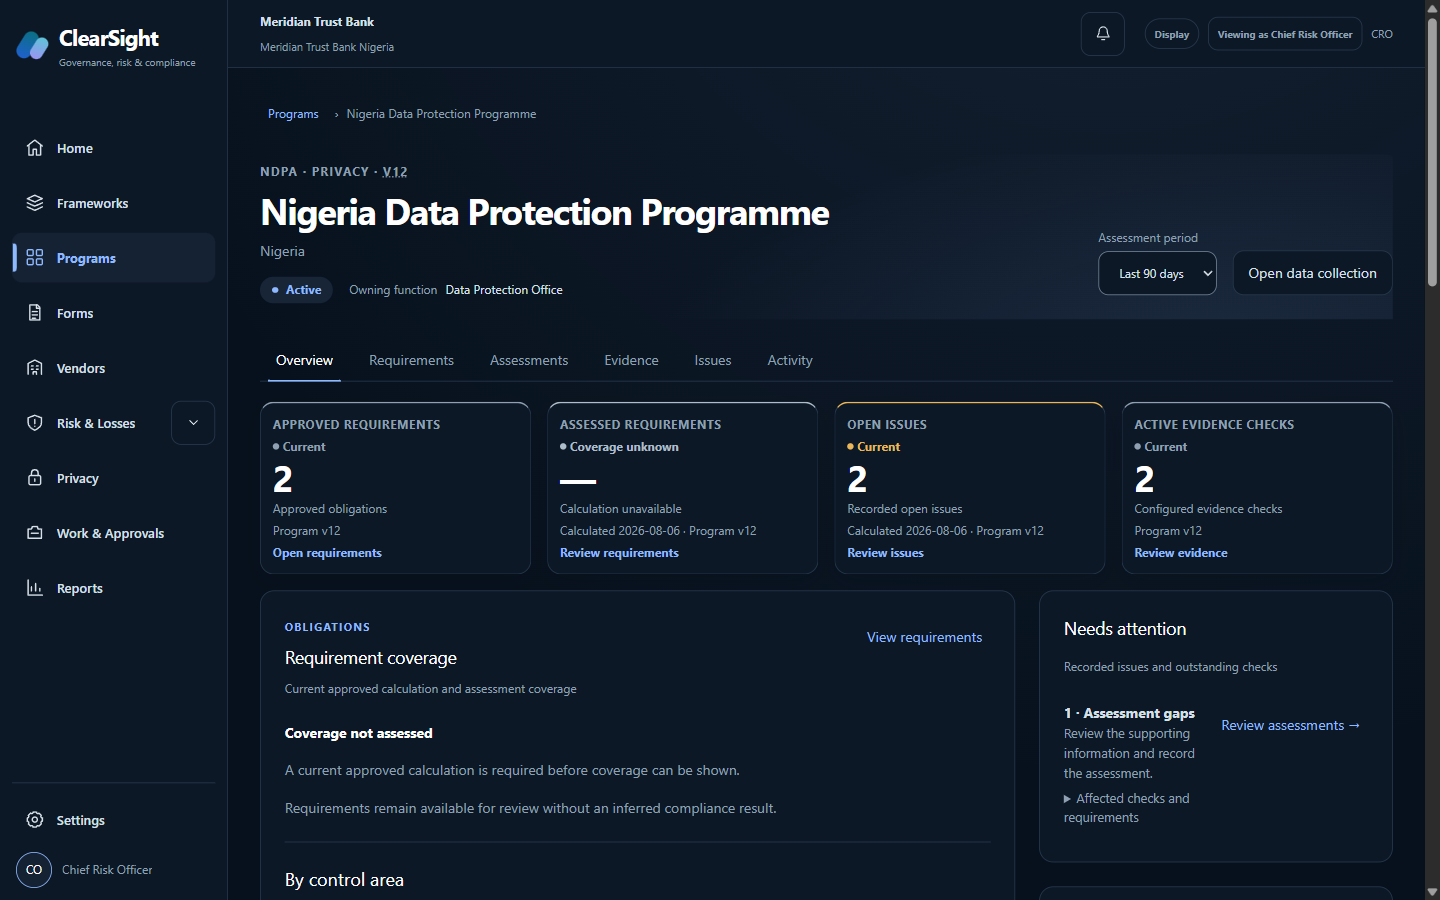 ClearSight
Governance, risk & compliance
Home
Frameworks
Programs
Forms
Vendors
Risk & Losses
Privacy
Work & Approvals
Reports
Settings
CO
Chief Risk Officer
Meridian Trust Bank
Meridian Trust Bank Nigeria
Display
Viewing as Chief Risk Officer
CRO
Programs › Nigeria Data Protection Programme
NDPA · PRIVACY · V12
Nigeria Data Protection Programme
Nigeria
Active
Owning function Data Protection Office
Assessment period
Last 90 days
Open data collection
Overview
Requirements
Assessments
Evidence
Issues
Activity
APPROVED REQUIREMENTS
Current
2
Approved obligations
Program v12
Open requirements
ASSESSED REQUIREMENTS
Coverage unknown
—
Calculation unavailable
Calculated 2026-08-06 · Program v12
Review requirements
OPEN ISSUES
Current
2
Recorded open issues
Calculated 2026-08-06 · Program v12
Review issues
ACTIVE EVIDENCE CHECKS
Current
2
Configured evidence checks
Program v12
Review evidence
OBLIGATIONS
Requirement coverage
Current approved calculation and assessment coverage
View requirements
Coverage not assessed
A current approved calculation is required before coverage can be shown.
Requirements remain available for review without an inferred compliance result.
By control area
Needs attention
Recorded issues and outstanding checks
1 · Assessment gaps
Review the supporting
information and record
the assessment.
Review assessments →
▶ Affected checks and
requirements